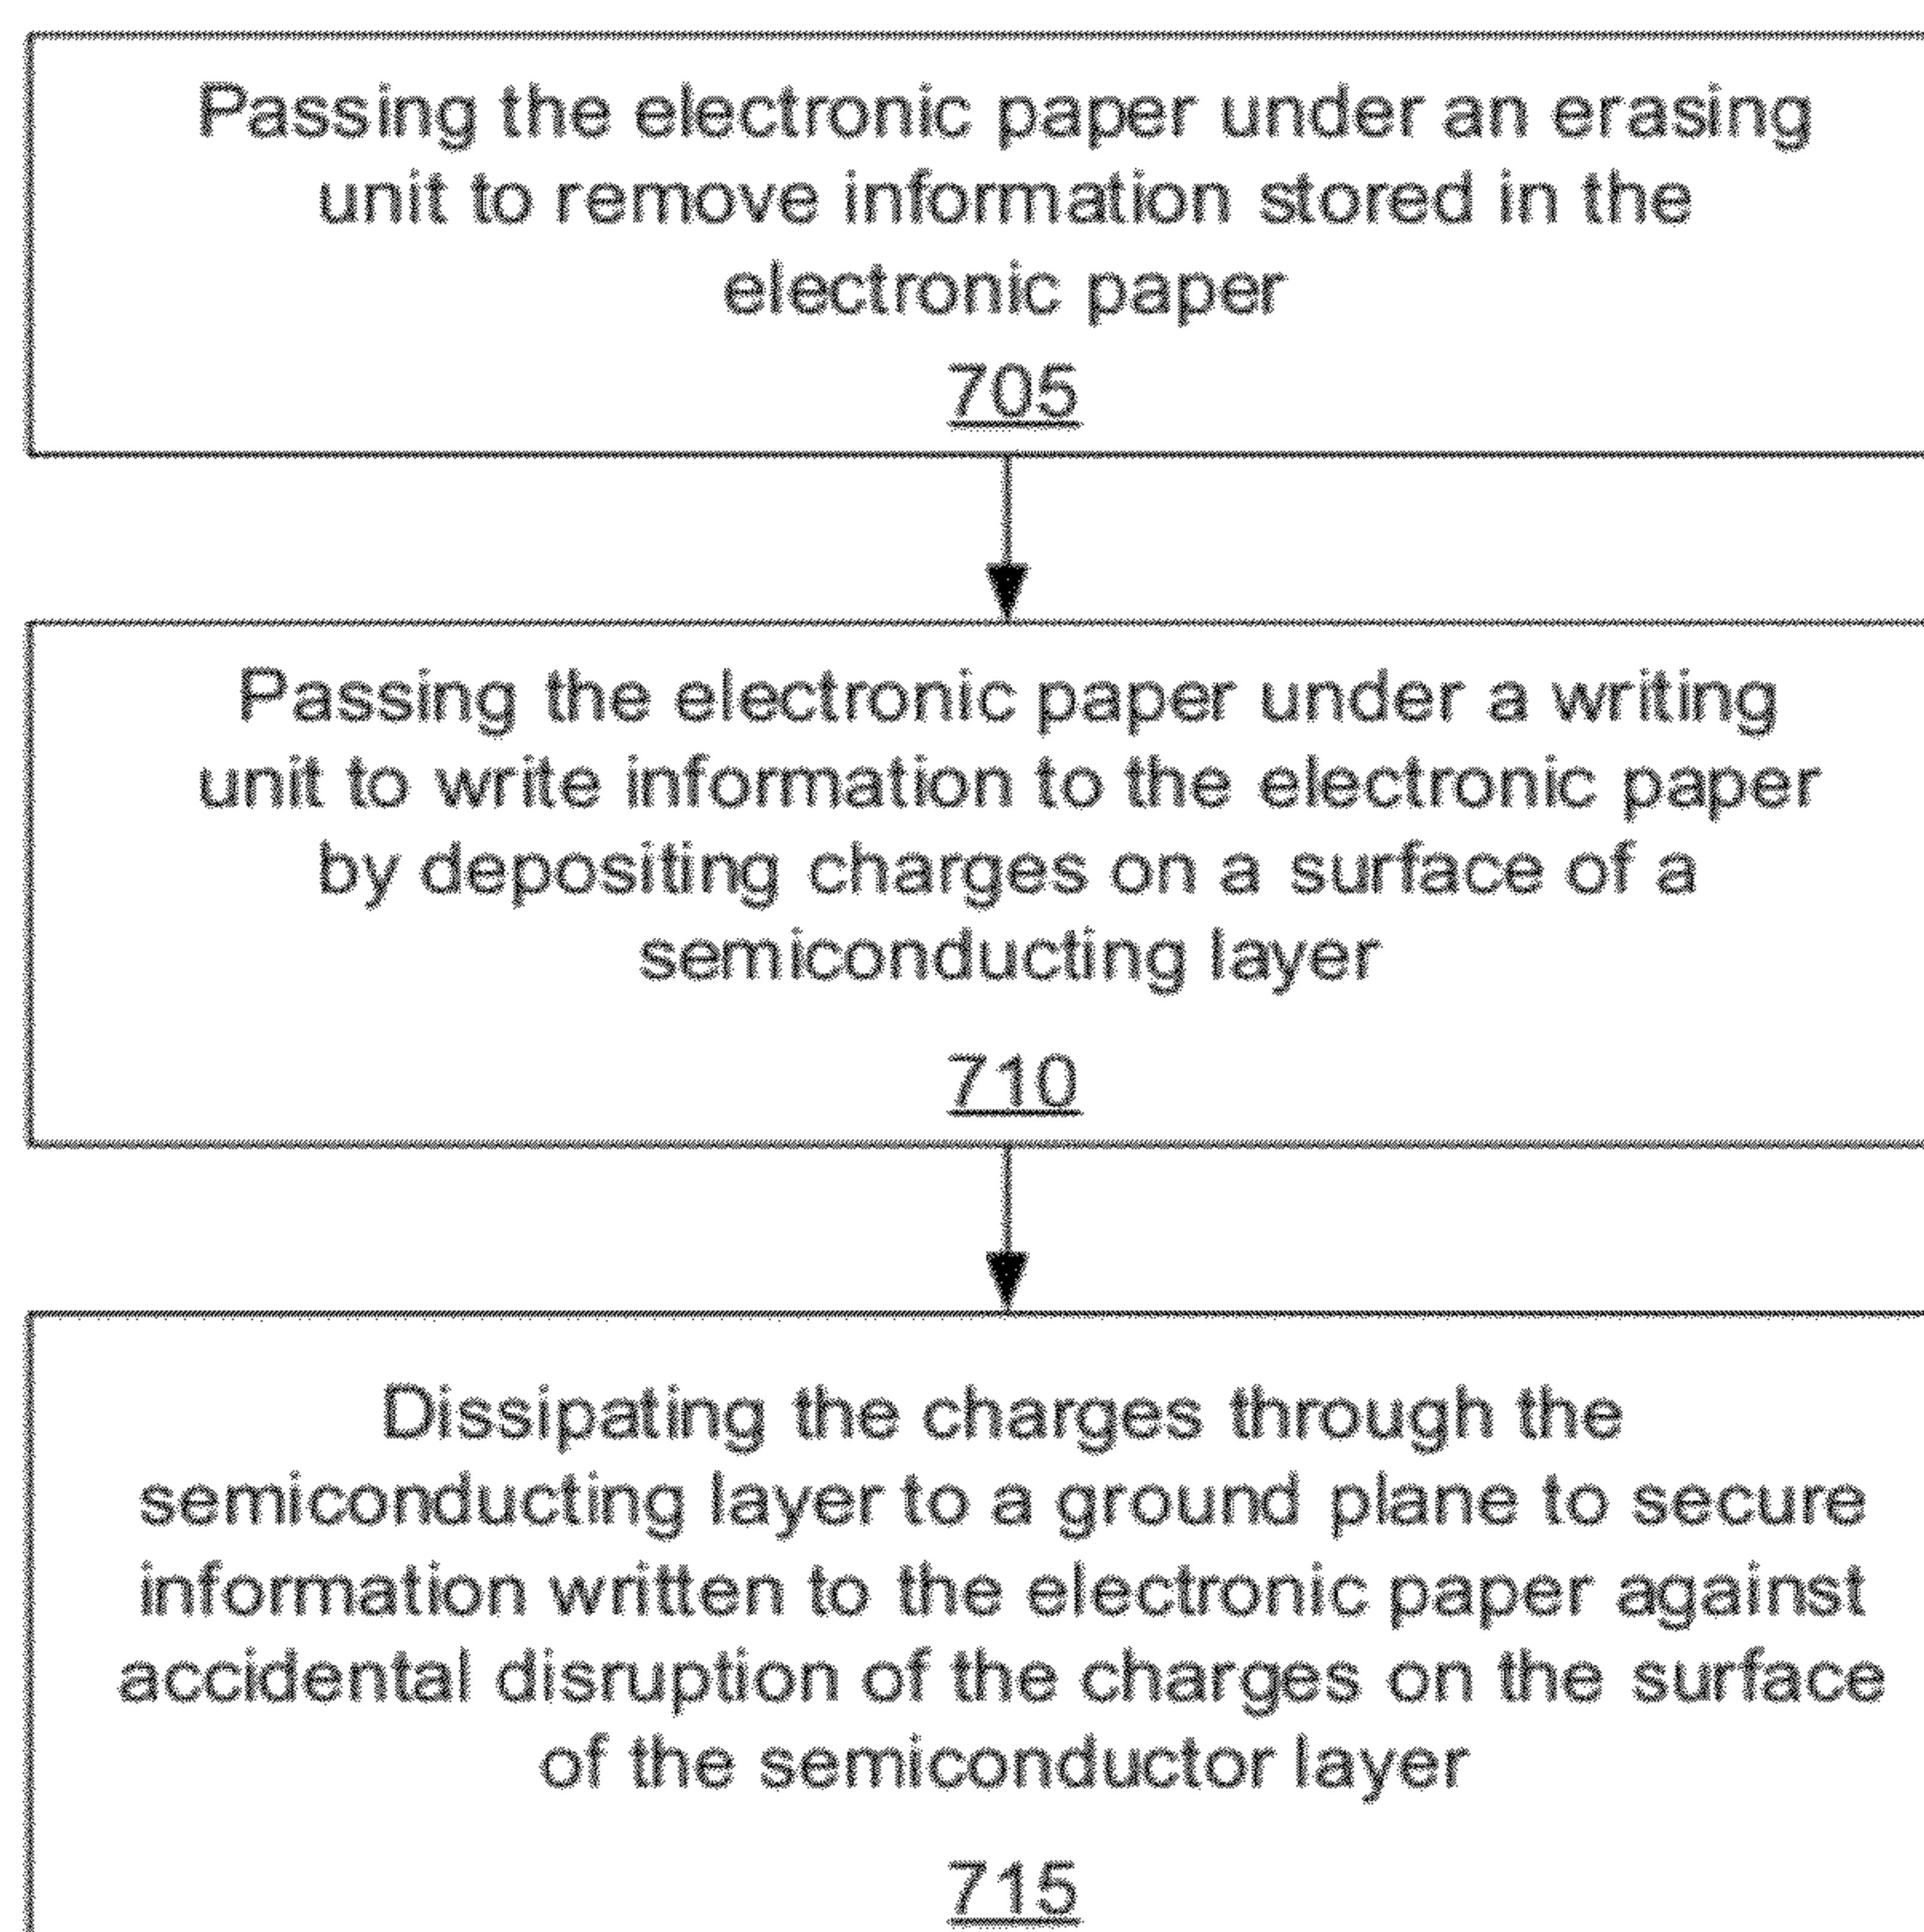 Passing the electronic paper under an erasing
unit to remove information stored in the
electronic paper
705
Passing the electronic paper under a writing
unit to write information to the electronic paper
by depositing charges on a surface of a
semiconducting layer
710
Dissipating the charges through the
semiconducting layer to a ground plane to secure
information written to the electronic paper against
accidental disruption of the charges on the surface
of the semiconductor layer
715